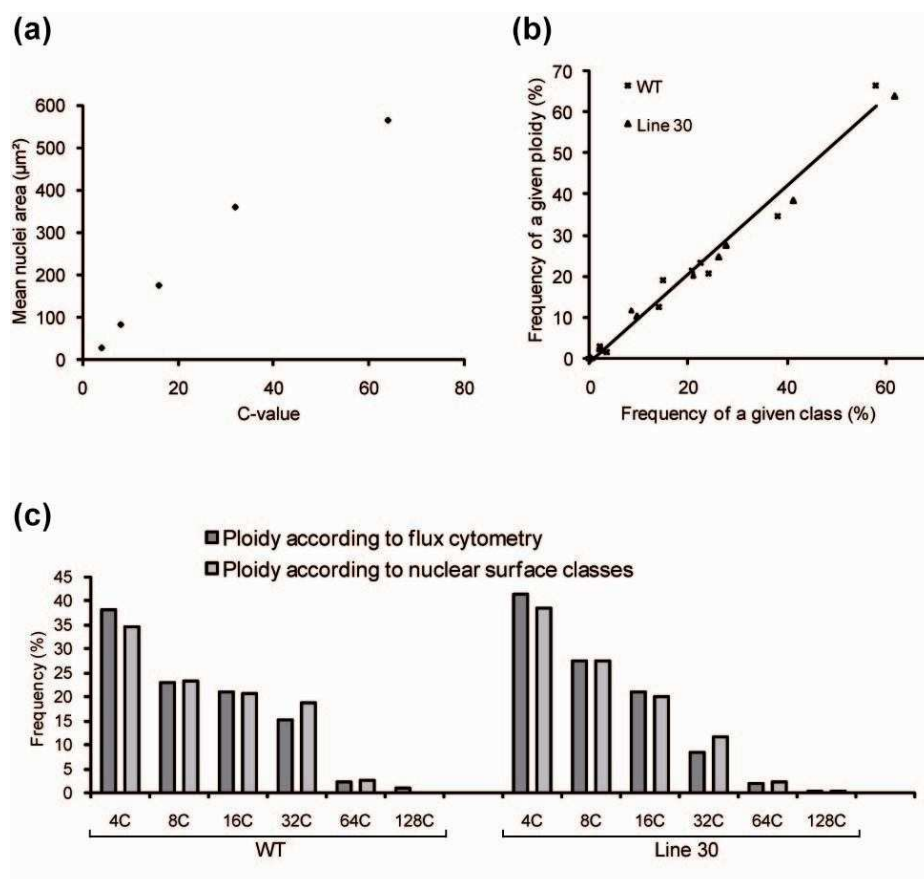 (a)
600
500
400
300
200
100
0
0 20 40 60 80
Mean nuclei area (µm²)
C-value
(b)
70
60
50
40
30
20
10
0
0 20 40 60
WT
Line 30
Frequency of a given ploidy (%)
Frequency of a given class (%)
(c)
Ploidy according to flux cytometry
Ploidy according to nuclear surface classes
45
40
35
30
25
20
15
10
5
0
Frequency (%)
4C 8C 16C 32C 64C 128C 4C 8C 16C 32C 64C 128C
WT Line 30